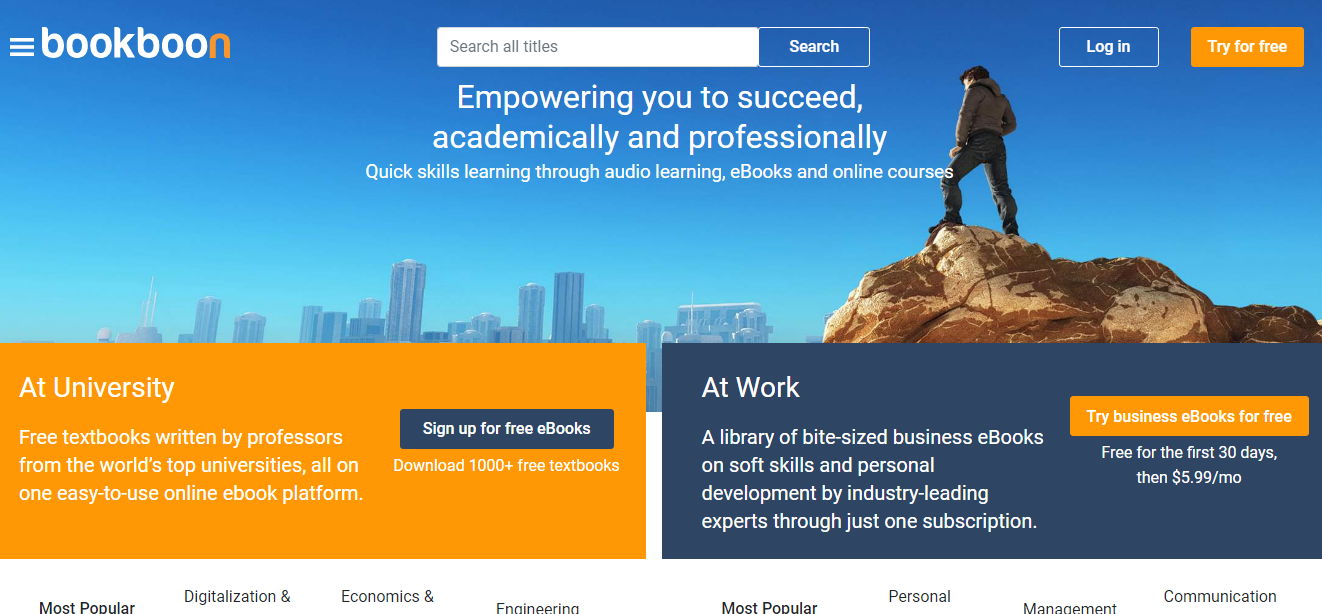 bookboon
Search all titles
Search
Log in
Try for free
Empowering you to succeed,
academically and professionally
Quick skills learning through audio learning, eBooks and online courses
At University
Free textbooks written by professors
from the world's top universities, all on
one easy-to-use online ebook platform.
Sign up for free eBooks
Download 1000+ free textbooks
At Work
A library of bite-sized business eBooks
on soft skills and personal
development by industry-leading
experts through just one subscription.
Try business eBooks for free
Free for the first 30 days,
then $5.99/mo
Most Popular
Digitalization &
Economics &
Engineering
Most Popular
Personal
Management
Communication